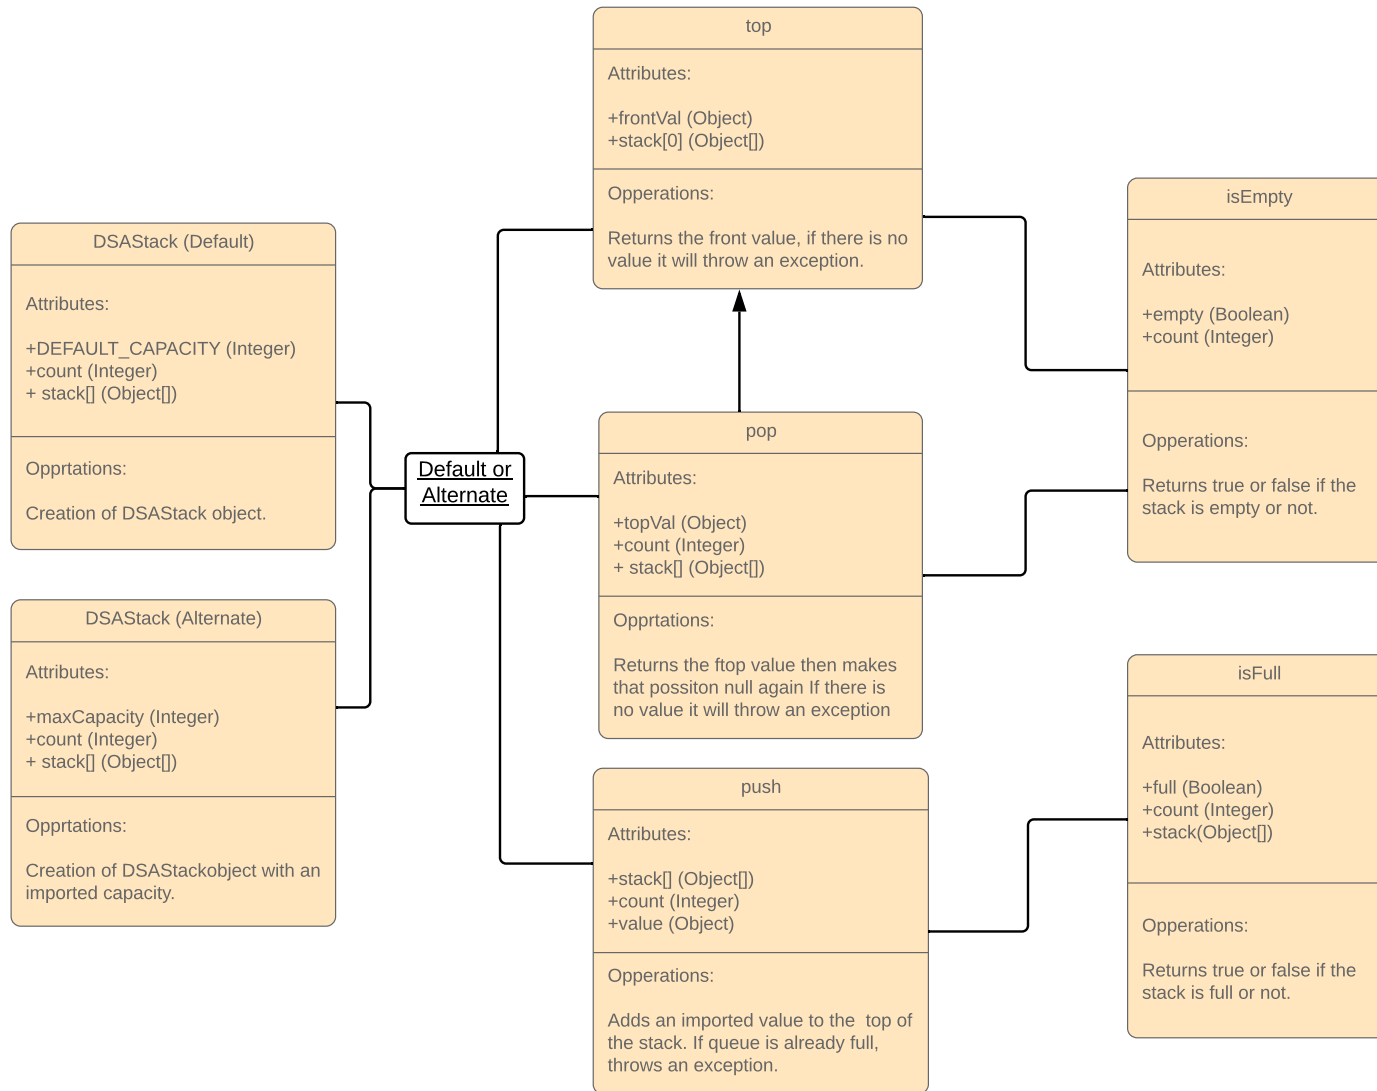 DSAStack (Default)
Attributes:
+DEFAULT_CAPACITY (Integer)
+count (Integer)
+ stack[] (Object[])
Opprtations:
Creation of DSAStack object.
DSAStack (Alternate)
Attributes:
+maxCapacity (Integer)
+count (Integer)
+ stack[] (Object[])
Opprtations:
Creation of DSAStackobject with an
imported capacity.
Default or
Alternate
top
Attributes:
+frontVal (Object)
+stack[0] (Object[])
Opperations:
Returns the front value, if there is no
value it will throw an exception.
pop
Attributes:
+topVal (Object)
+count (Integer)
+ stack[] (Object[])
Opprtations:
Returns the ftop value then makes
that possiton null again If there is
no value it will throw an exception
push
Attributes:
+stack[] (Object[])
+count (Integer)
+value (Object)
Opperations:
Adds an imported value to the  top of
the stack. If queue is already full,
throws an exception.
isEmpty
Attributes:
+empty (Boolean)
+count (Integer)
Opperations:
Returns true or false if the
stack is empty or not.
isFull
Attributes:
+full (Boolean)
+count (Integer)
+stack(Object[])
Opperations:
Returns true or false if the
stack is full or not.